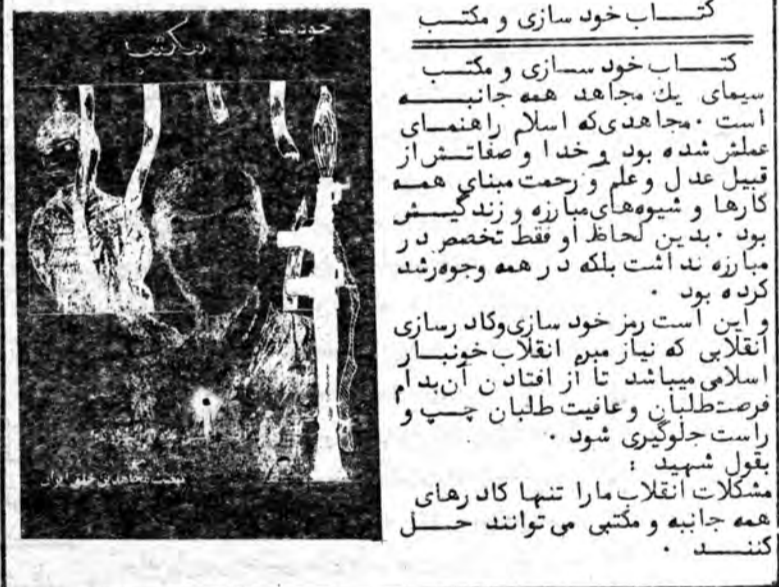 کتاب خود سازی و مکتب
کتاب خود سازی و مکتب
سیمای یک مجاهد همه جانبه
است . مجاهدی‌که اسلام راهنمای
عملش شده بود و خدا و صفاتش از
قبیل عدل و علم و رحمت مبنای همه
کارها و شیوه‌های مبارزه و زندگیش
بود . بدین لحاظ او فقط تخصص در
مبارزه نداشت بلکه در همه وجوه رشد
کرده بود .
و این است رمز خود سازی و کادرسازی
انقلابی که نیاز مبرم انقلاب خونبار
اسلامی میباشد تا از افتادن آن بدام
فرصت‌طلبان و عافیت طلبان چپ و
راست جلوگیری شود .
بقول شهید :
مشکلات انقلاب ما را تنها کادرهای
همه جانبه و مکتبی می توانند حل
کنند .
مکتب
نهضت مجاهدین خلق ایران